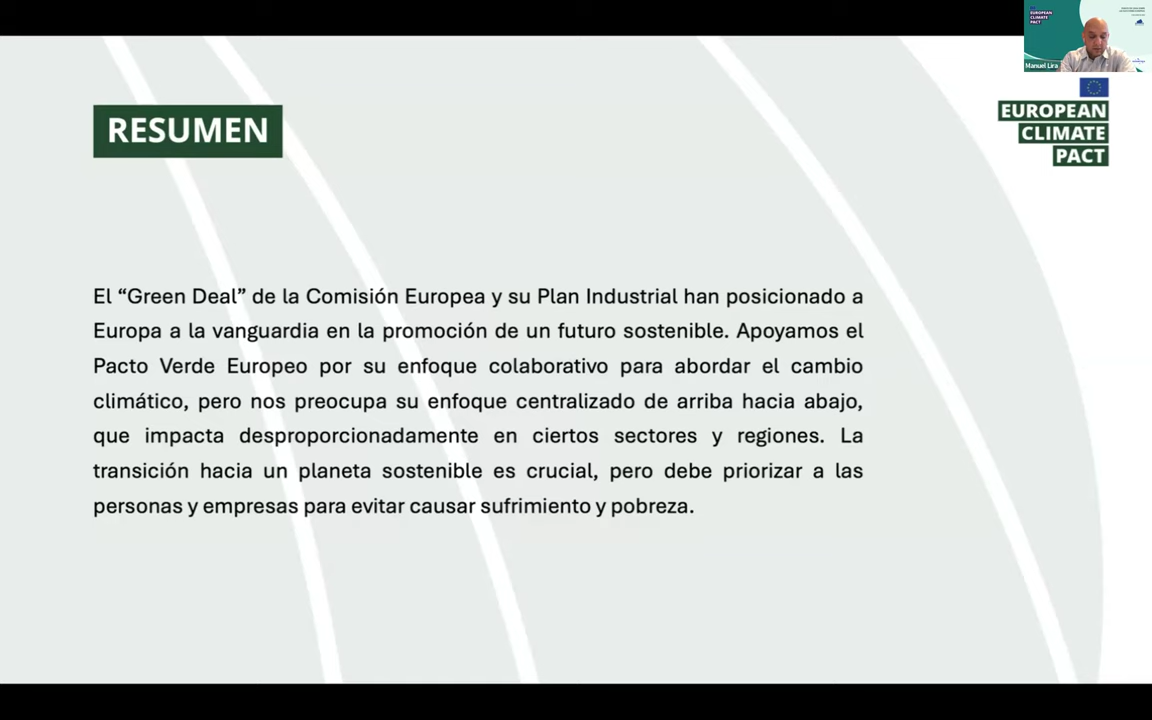 EUROPEAN
CLIMATE
PACT
Manuel Lira
EUROPEAN
CLIMATE
PACT
RESUMEN
El “Green Deal” de la Comisión Europea y su Plan Industrial han posicionado a
Europa a la vanguardia en la promoción de un futuro sostenible. Apoyamos el
Pacto Verde Europeo por su enfoque colaborativo para abordar el cambio
climático, pero nos preocupa su enfoque centralizado de arriba hacia abajo,
que impacta desproporcionadamente en ciertos sectores y regiones. La
transición hacia un planeta sostenible es crucial, pero debe priorizar a las
personas y empresas para evitar causar sufrimiento y pobreza.